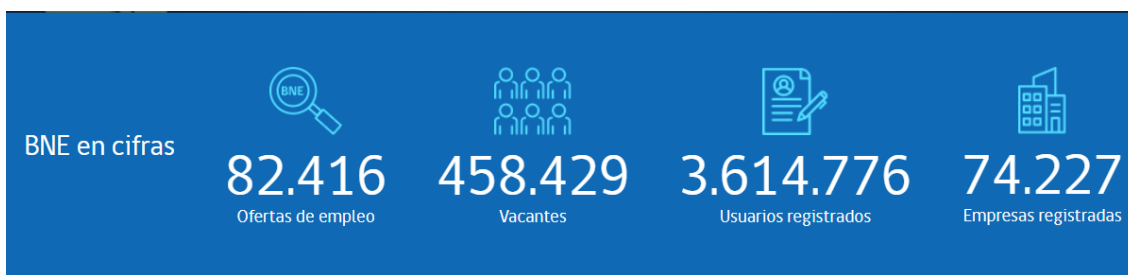 BNE en cifras
BNE
82.416
Ofertas de empleo
458.429
Vacantes
3.614.776
Usuarios registrados
74.227
Empresas registradas